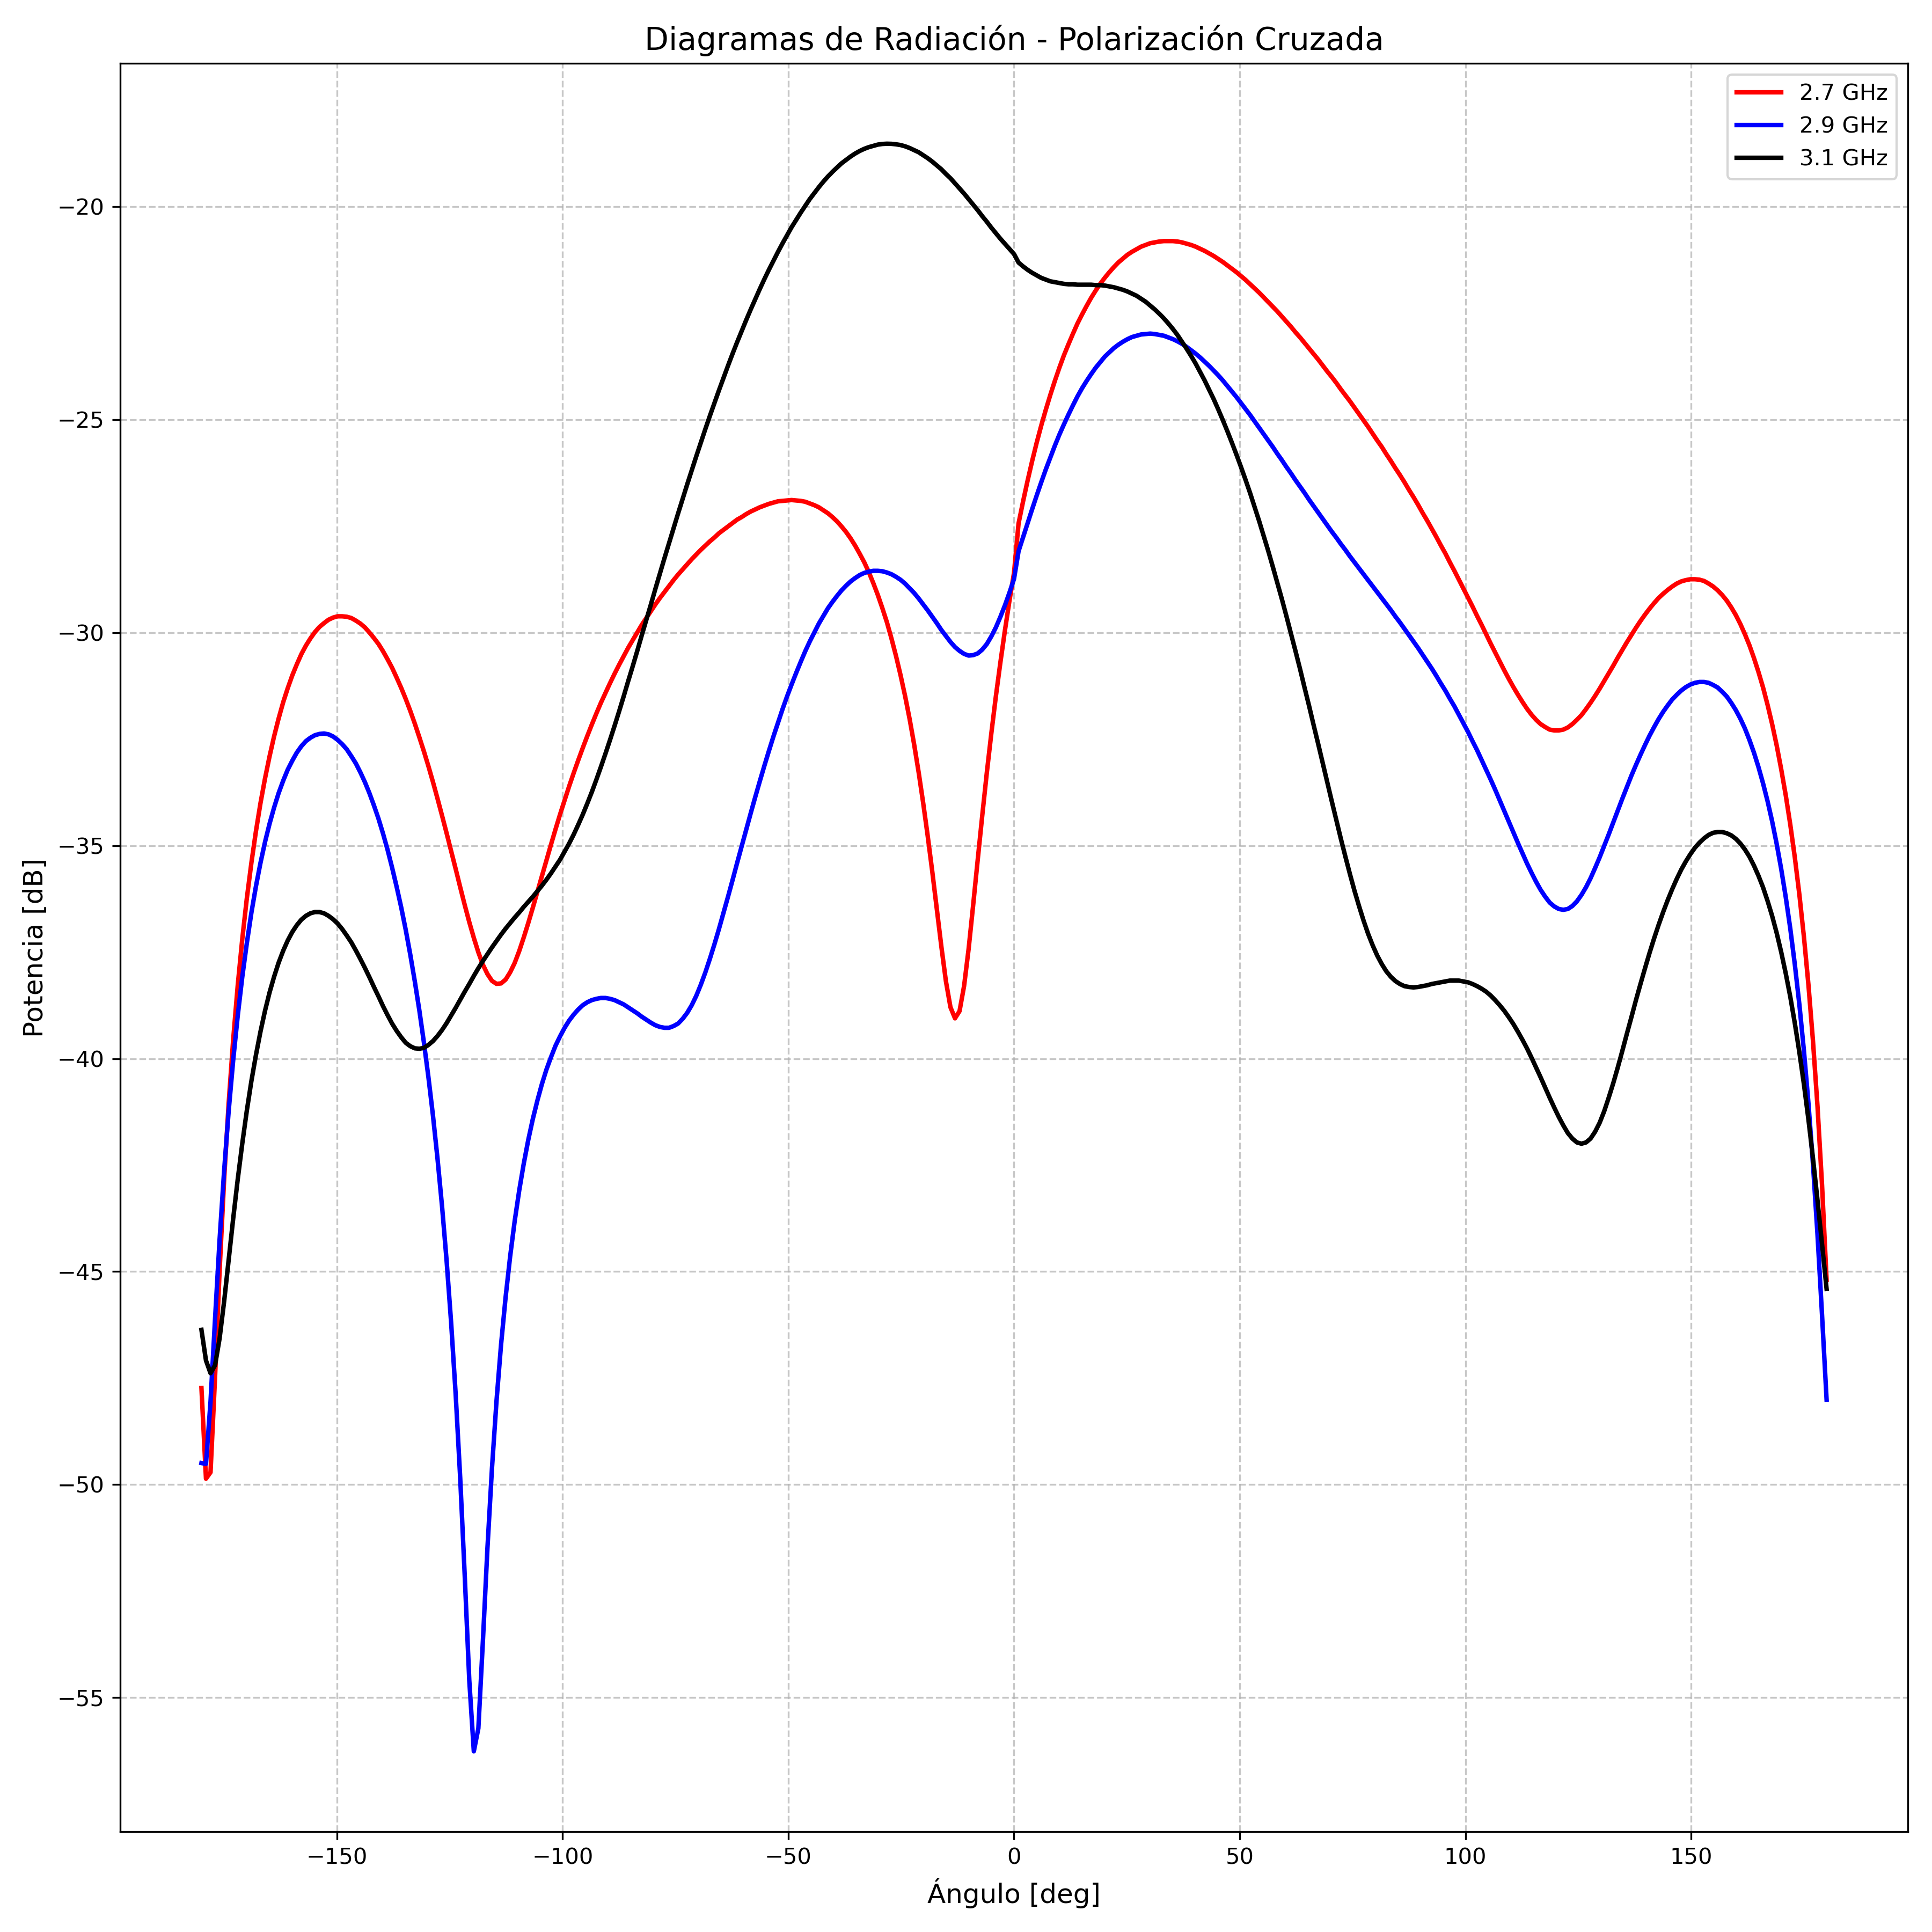 Diagramas de Radiación - Polarización Cruzada
2.7 GHz
2.9 GHz
3.1 GHz
Potencia [dB]
−20
−25
−30
−35
−40
−45
−50
−55
−150 −100 −50 0 50 100 150
Ángulo [deg]